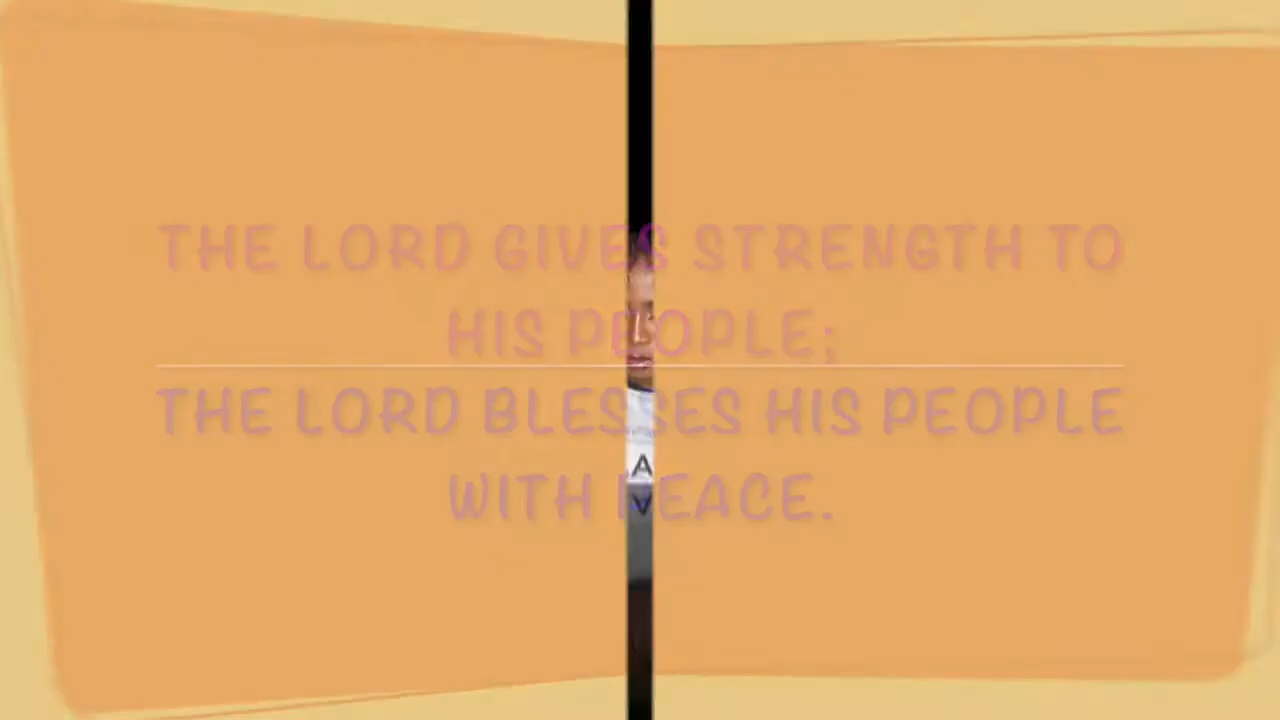 THE LORD GIVES STRENGTH TO
HIS PEOPLE;
THE LORD BLESSES HIS PEOPLE
WITH PEACE.